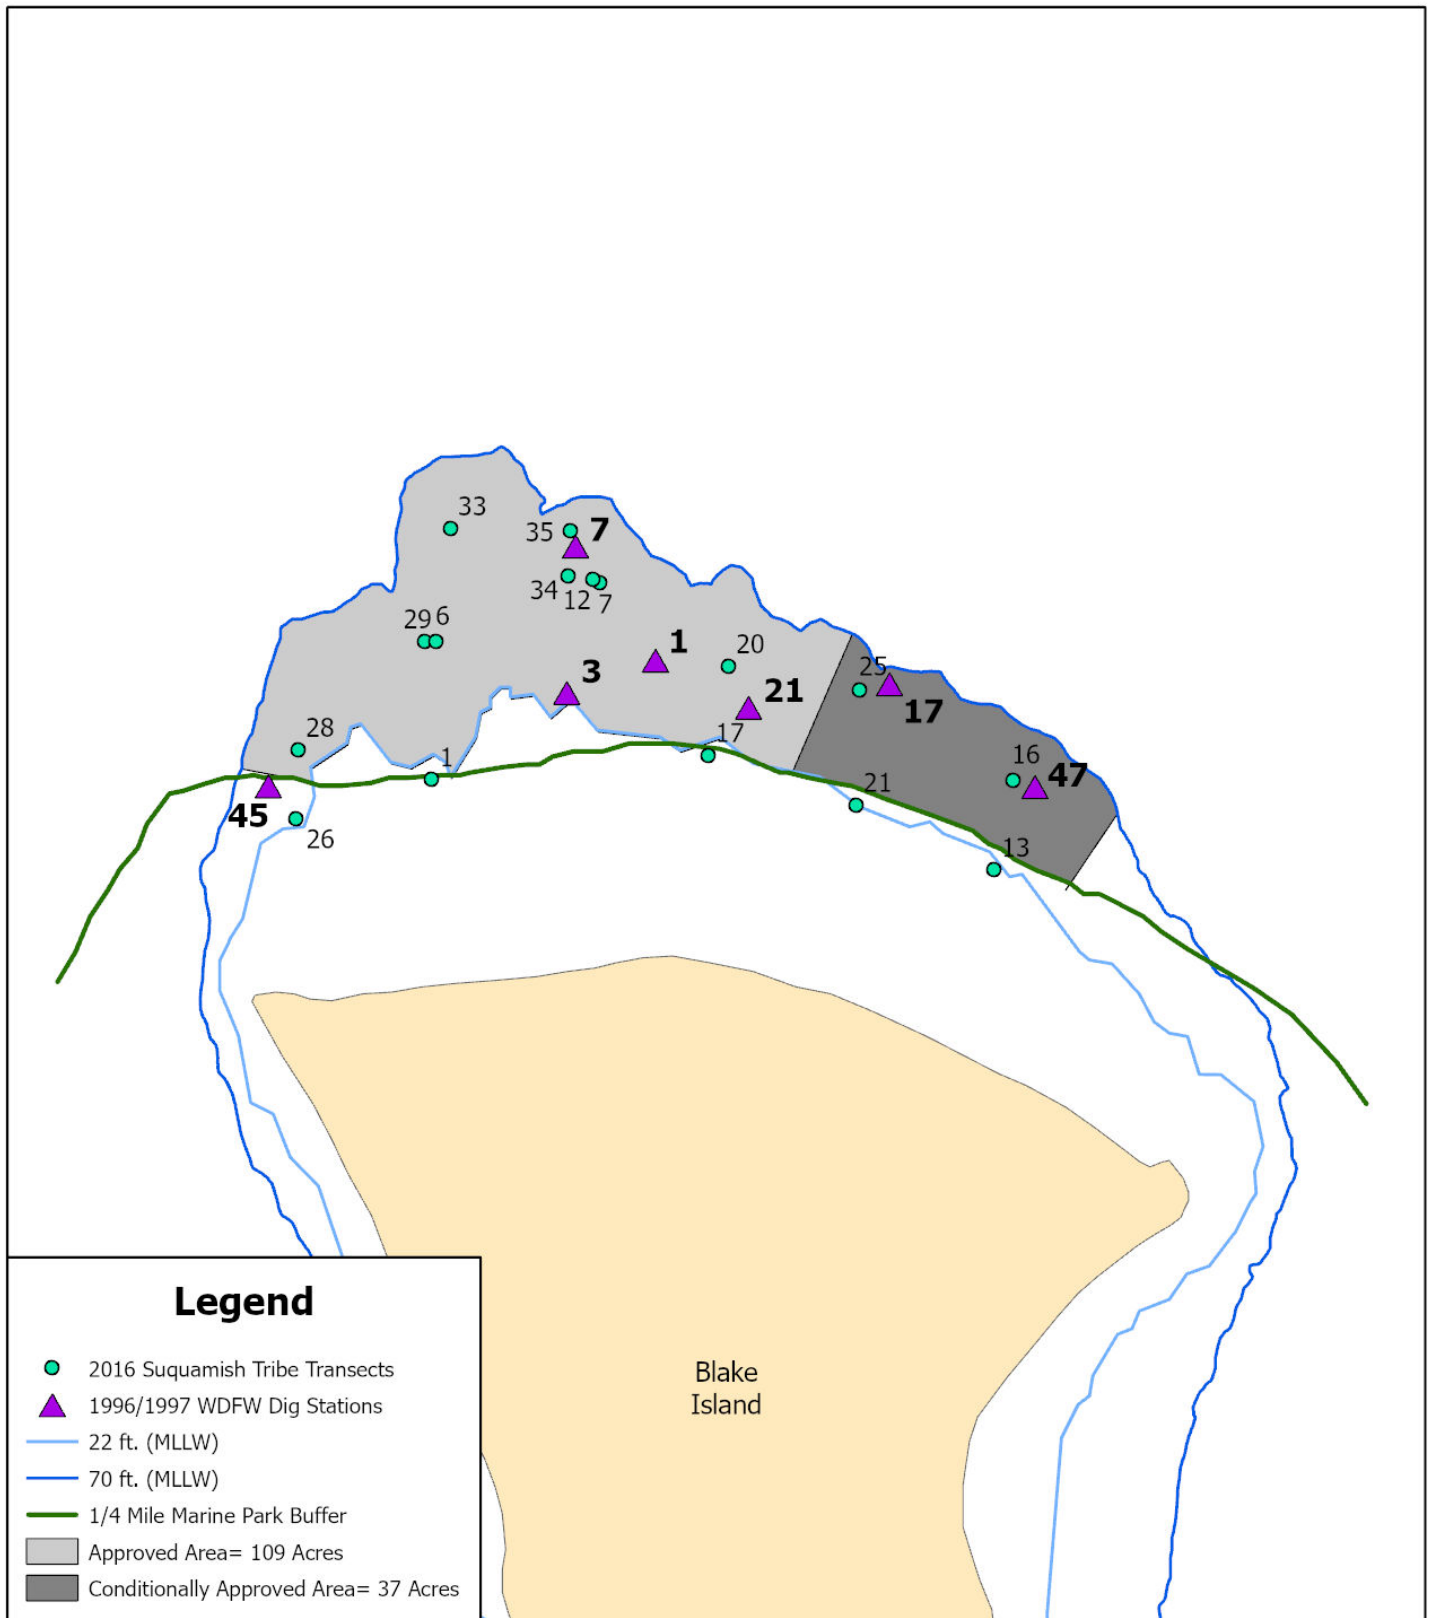 33
35
7
34
12
7
29
6
1
20
3
21
25
17
28
1
17
16
47
21
45
26
13
Blake
Island
Legend
2016 Suquamish Tribe Transects
1996/1997 WDFW Dig Stations
22 ft. (MLLW)
70 ft. (MLLW)
1/4 Mile Marine Park Buffer
Approved Area= 109 Acres
Conditionally Approved Area= 37 Acres